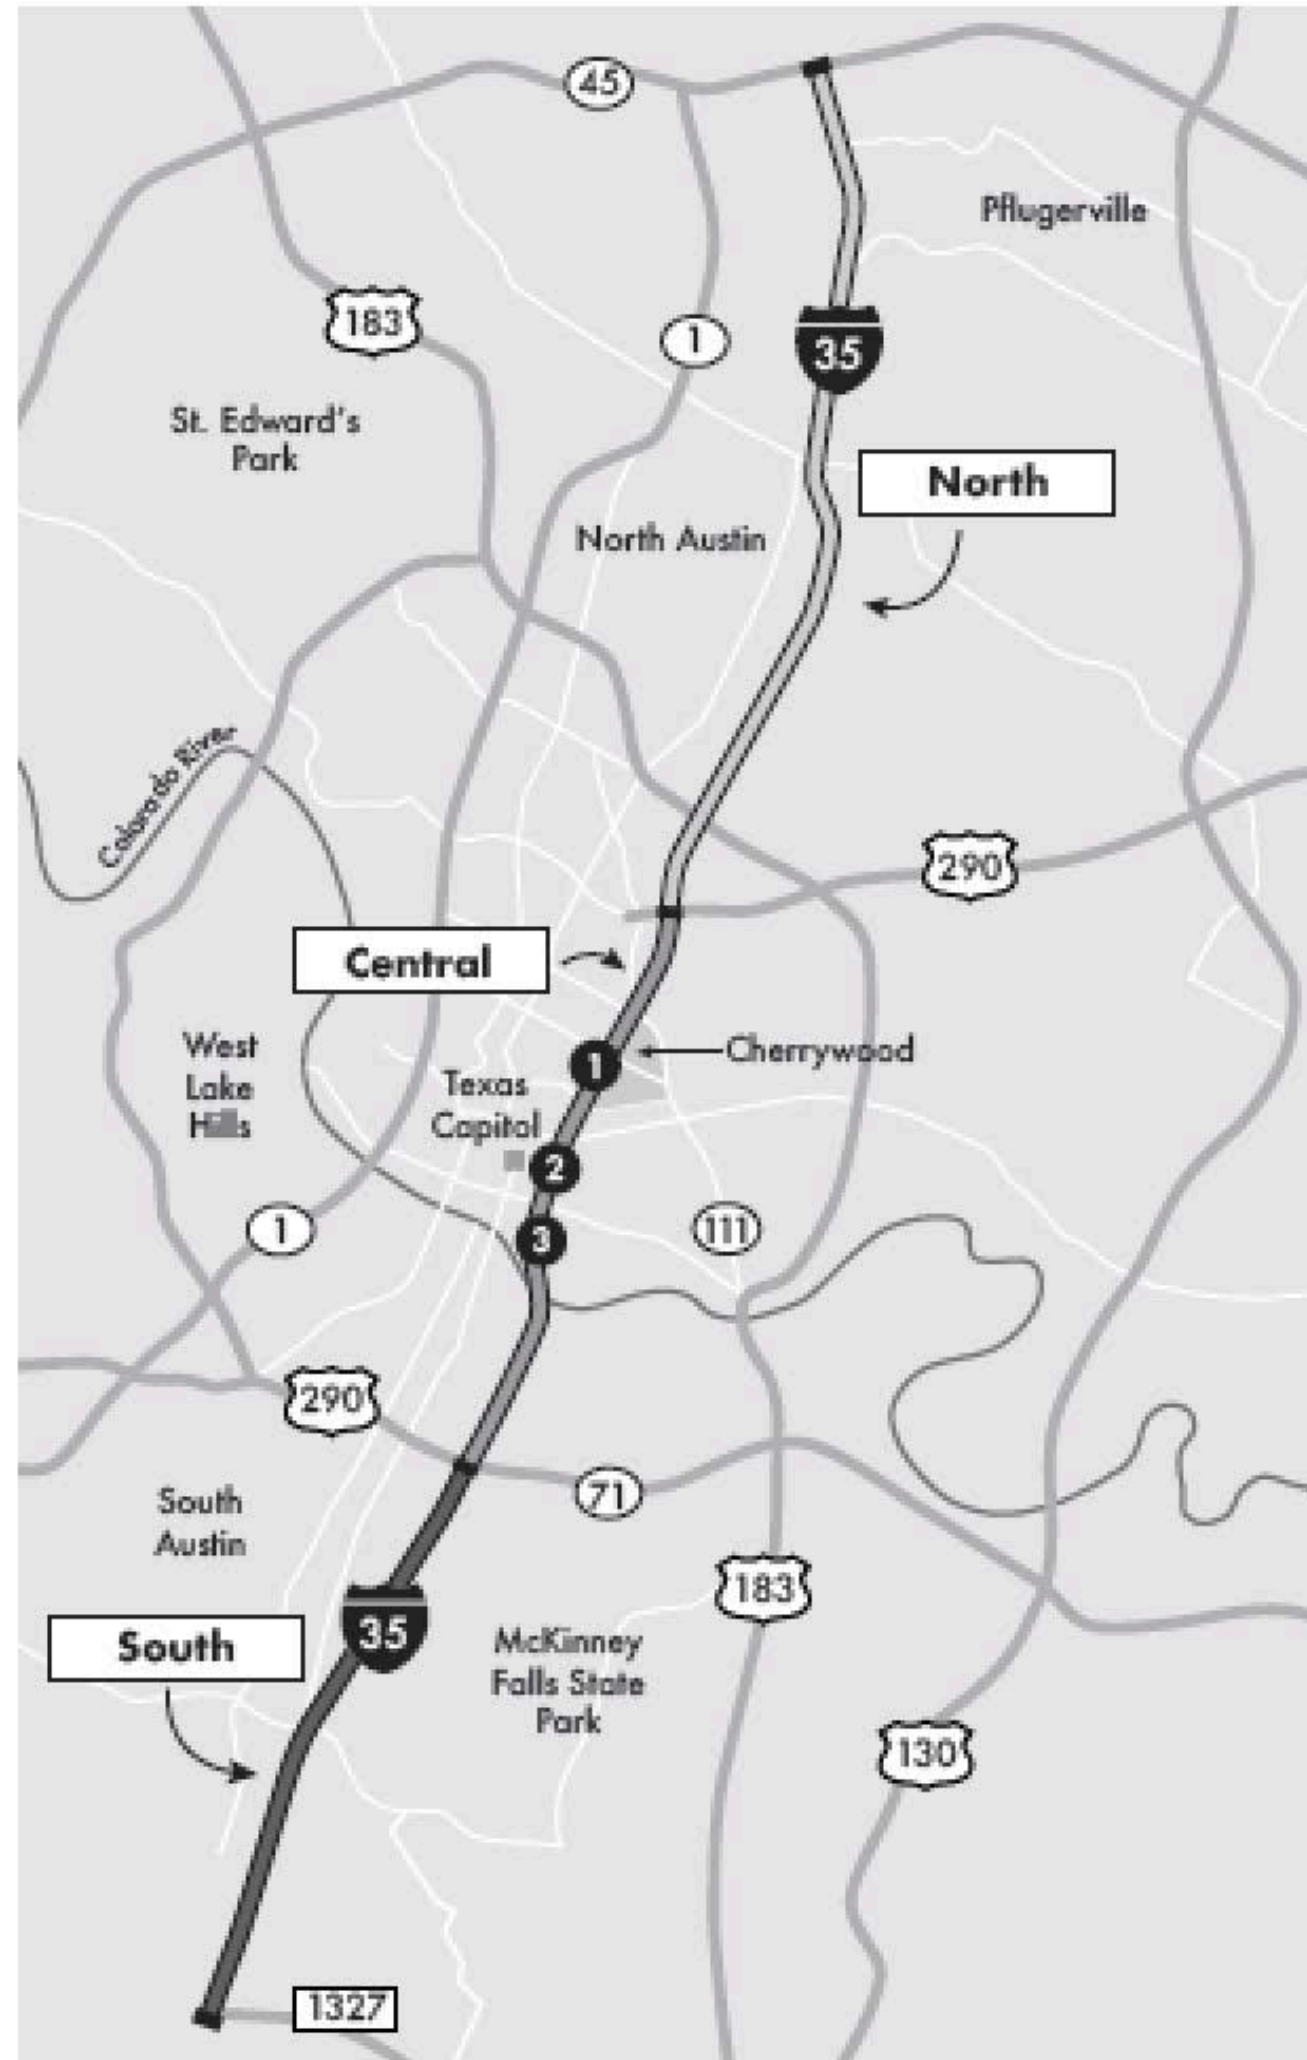 45
Pflugerville
183
1
35
St. Edward's
Park
North
North Austin
Colorado River
290
Central
1
Cherrywood
West
Lake
Hills
Texas
Capitol
2
1
3
111
290
71
South
Austin
183
35
South
McKinney
Falls State
Park
130
1327